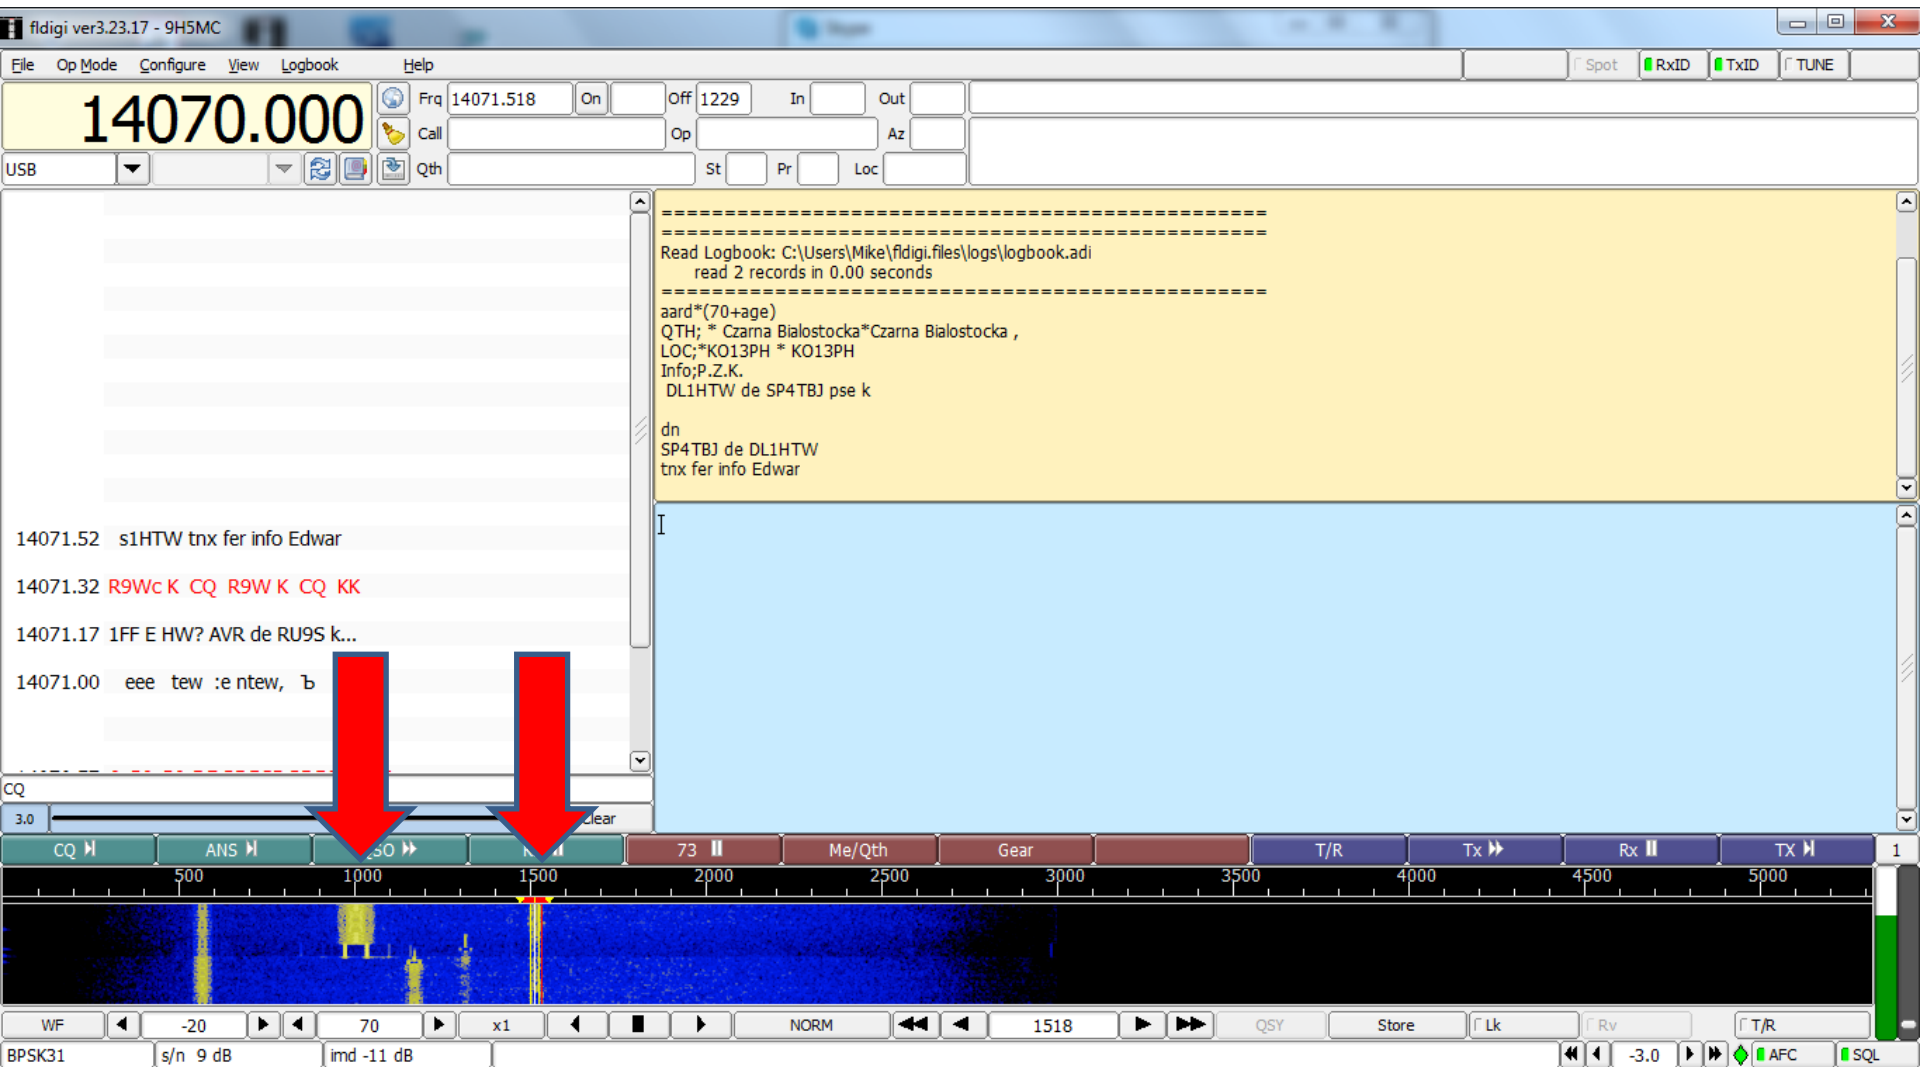 fldigi ver3.23.17 - 9H5MC
Skype
File Op Mode Configure View Logbook Help
Spot RxID TxID TUNE
14070.000
Frq 14071.518 On Off 1229 In Out
Call Op Az
USB
Qth St Pr Loc
==================================================
==================================================
Read Logbook: C:\Users\Mike\fldigi.files\logs\logbook.adi
read 2 records in 0.00 seconds
==================================================
aard*(70+age)
QTH; * Czarna Bialostocka*Czarna Bialostocka ,
LOC;*KO13PH * KO13PH
Info;P.Z.K.
DL1HTW de SP4TBJ pse k
dn
SP4TBJ de DL1HTW
tnx fer info Edwar
14071.52 s1HTW tnx fer info Edwar
14071.32 R9Wc K CQ R9W K CQ KK
14071.17 1FF E HW? AVR de RU9S k...
14071.00 eee tew :e ntew, Ъ
CQ
3.0
CQ ANS 73 Me/Qth Gear T/R Tx Rx TX 1
500 1000 1500 2000 2500 3000 3500 4000 4500 5000
WF -20 70 x1 NORM 1518 QSY Store Lk Rv T/R
BPSK31 s/n 9 dB imd -11 dB -3.0 AFC SQL